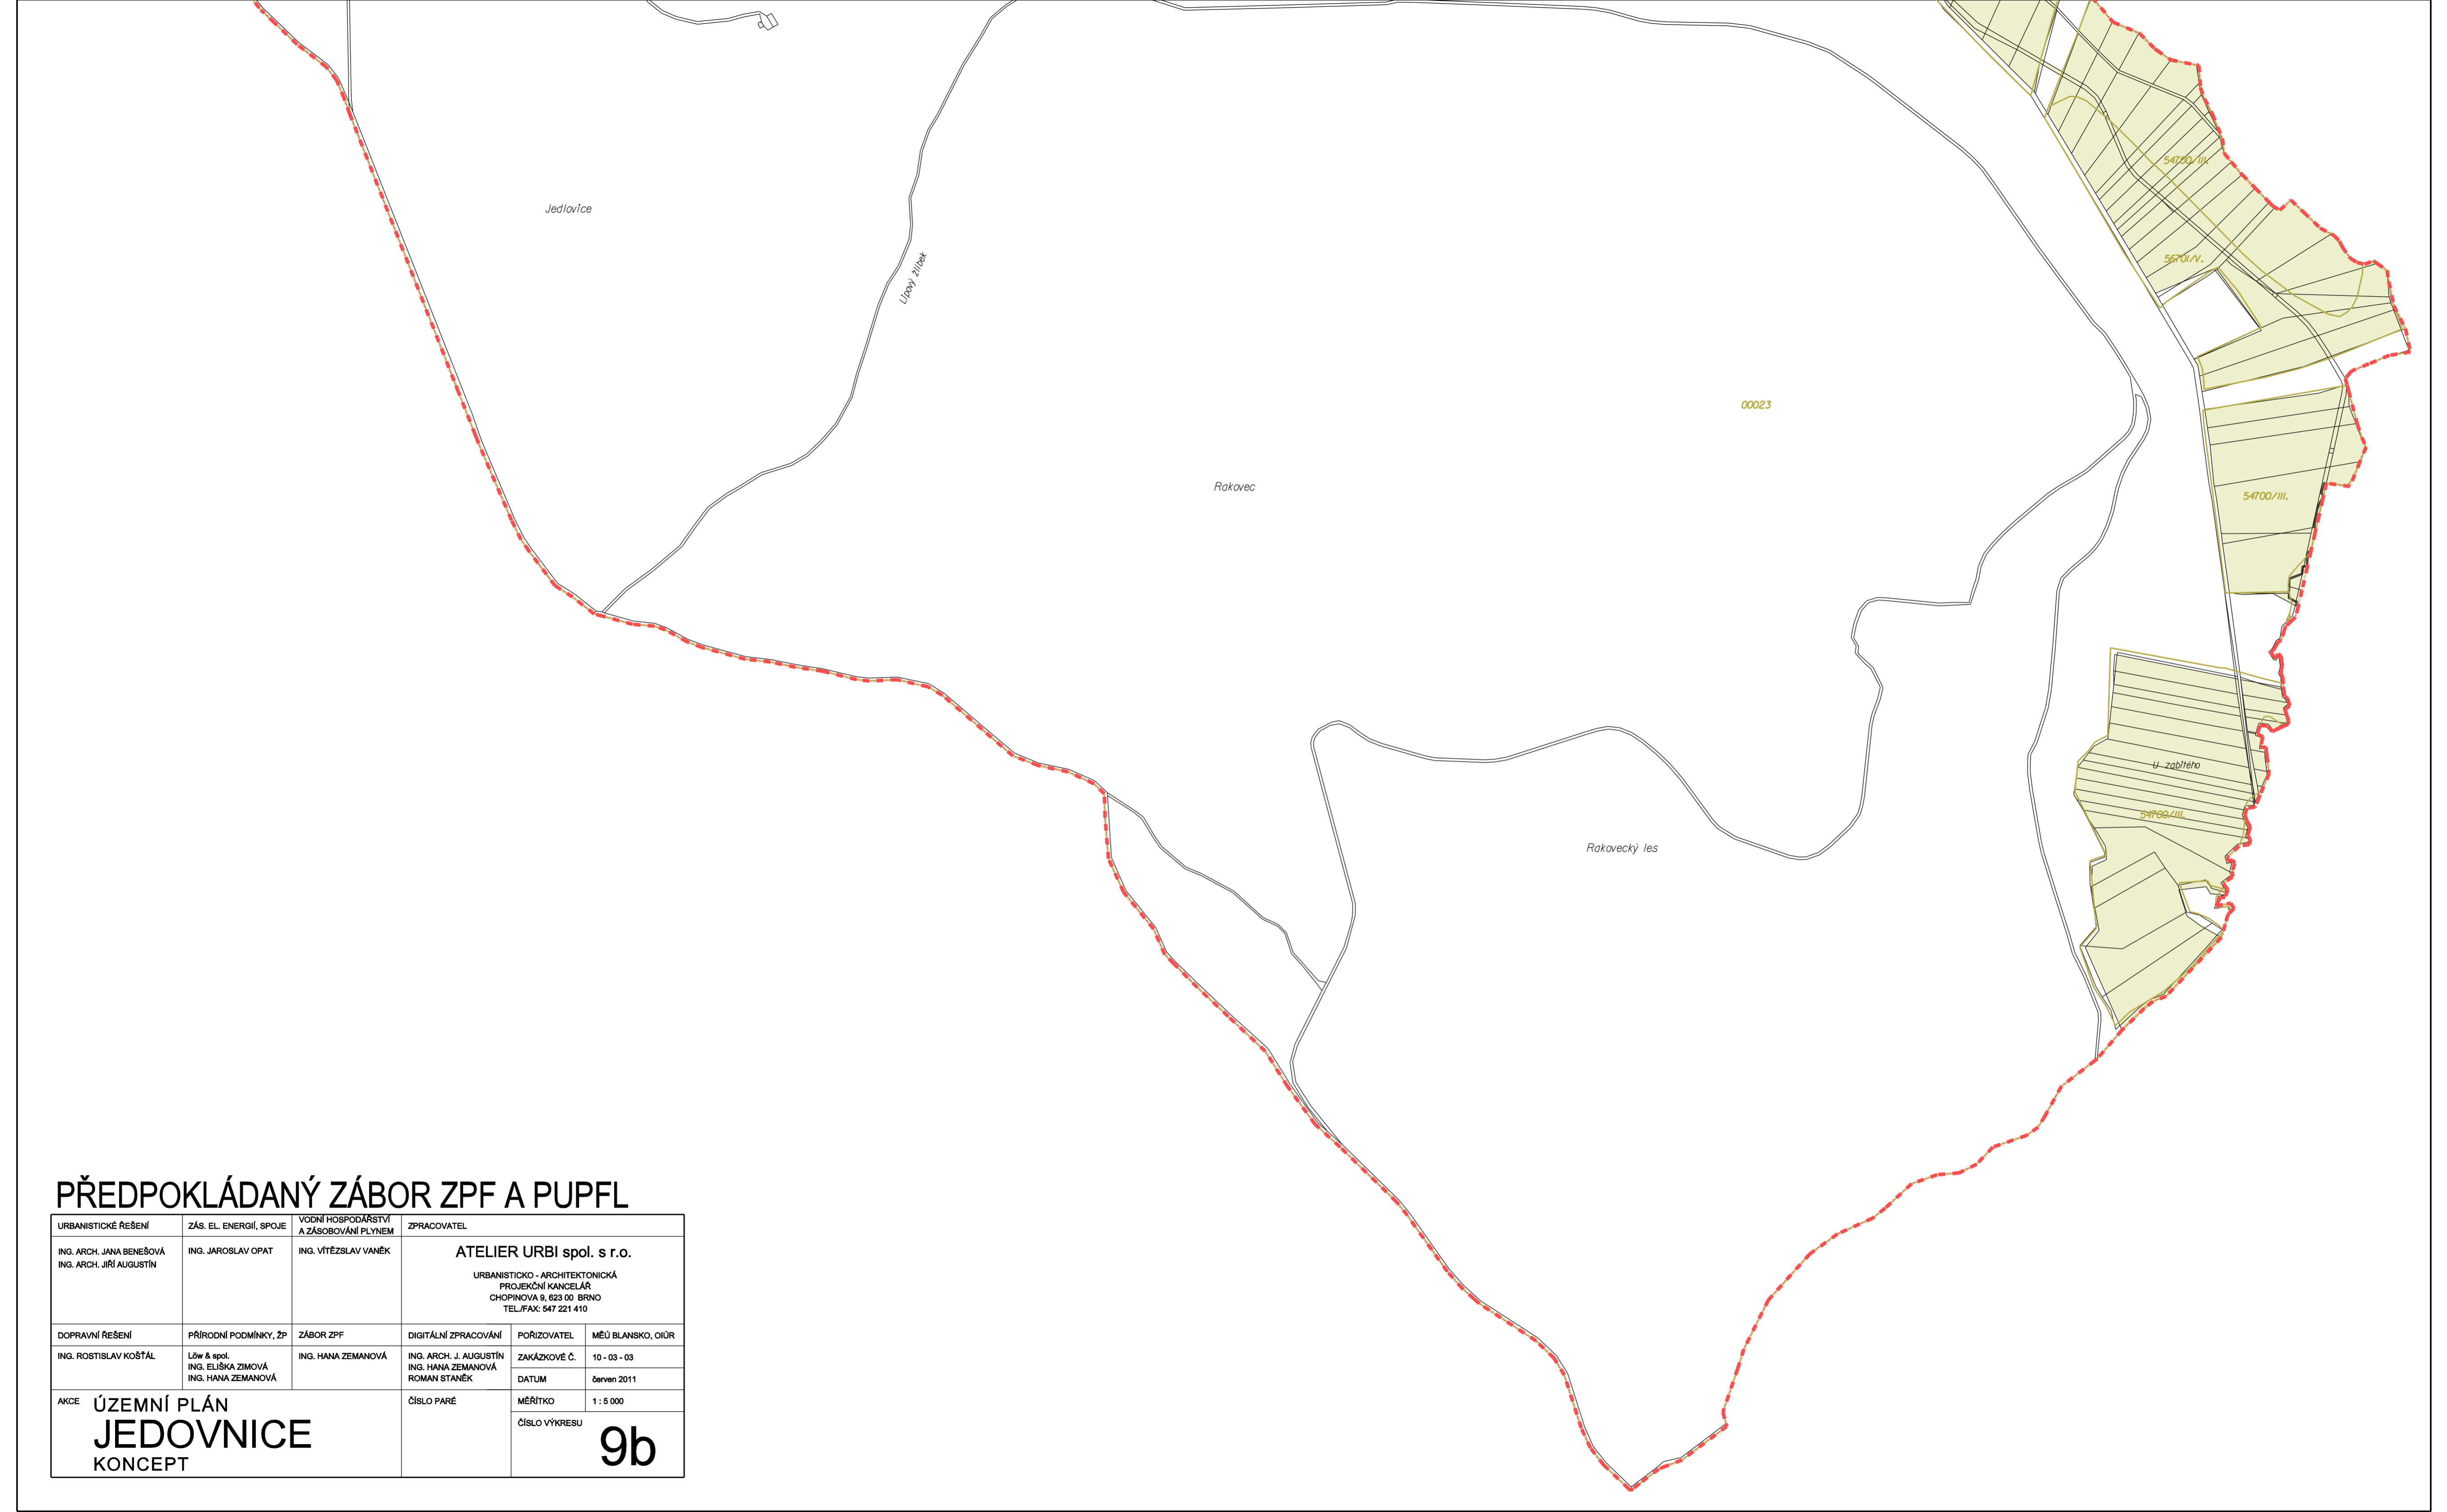 54700/III.
Jedlovice
56701/V.
Lipový žlíbek
00023
Rakovec
54700/III.
U zabitého
54700/III.
Rakovecký les
PŘEDPOKLÁDANÝ ZÁBOR ZPF A PUPFL
URBANISTICKÉ ŘEŠENÍ
ZÁS. EL. ENERGIÍ, SPOJE
VODNÍ HOSPODÁŘSTVÍ
A ZÁSOBOVÁNÍ PLYNEM
ZPRACOVATEL
ING. ARCH. JANA BENEŠOVÁ
ING. ARCH. JIŘÍ AUGUSTÍN
ING. JAROSLAV OPAT
ING. VÍTĚZSLAV VANĚK
ATELIER URBI spol. s r.o.
URBANISTICKO - ARCHITEKTONICKÁ
PROJEKČNÍ KANCELÁŘ
CHOPINOVA 9, 623 00 BRNO
TEL./FAX: 547 221 410
DOPRAVNÍ ŘEŠENÍ
PŘÍRODNÍ PODMÍNKY, ŽP
ZÁBOR ZPF
DIGITÁLNÍ ZPRACOVÁNÍ
POŘIZOVATEL
MĚÚ BLANSKO, OIÚR
ING. ROSTISLAV KOŠŤÁL
Löw & spol.
ING. ELIŠKA ZIMOVÁ
ING. HANA ZEMANOVÁ
ING. HANA ZEMANOVÁ
ING. ARCH. J. AUGUSTÍN
ING. HANA ZEMANOVÁ
ROMAN STANĚK
ZAKÁZKOVÉ Č.
10 - 03 - 03
DATUM
červen 2011
AKCE
ÚZEMNÍ PLÁN
JEDOVNICE
KONCEPT
ČÍSLO PARÉ
MĚŘÍTKO
1 : 5 000
ČÍSLO VÝKRESU
9b